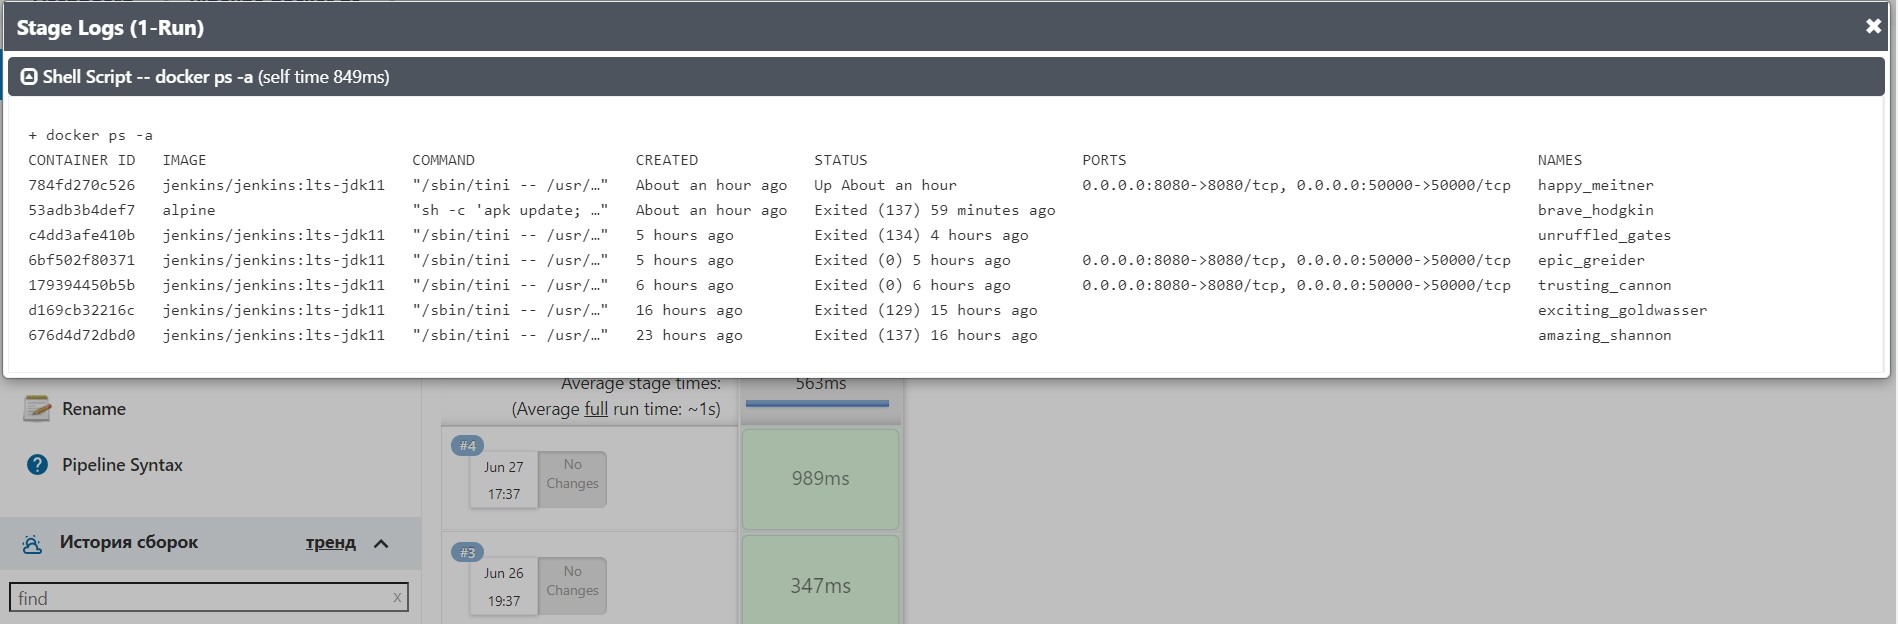 Stage Logs (1-Run)
Shell Script -- docker ps -a (self time 849ms)
+ docker ps -a
CONTAINER ID   IMAGE   COMMAND   CREATED   STATUS   PORTS   NAMES
784fd270c526   jenkins/jenkins:lts-jdk11   "/sbin/tini -- /usr/…"   About an hour ago   Up About an hour   0.0.0.0:8080->8080/tcp, 0.0.0.0:50000->50000/tcp   happy_meitner
53adb3b4def7   alpine   "sh -c 'apk update; …"   About an hour ago   Exited (137) 59 minutes ago   brave_hodgkin
c4dd3afe410b   jenkins/jenkins:lts-jdk11   "/sbin/tini -- /usr/…"   5 hours ago   Exited (134) 4 hours ago   unruffled_gates
6bf502f80371   jenkins/jenkins:lts-jdk11   "/sbin/tini -- /usr/…"   5 hours ago   Exited (0) 5 hours ago   0.0.0.0:8080->8080/tcp, 0.0.0.0:50000->50000/tcp   epic_greider
179394450b5b   jenkins/jenkins:lts-jdk11   "/sbin/tini -- /usr/…"   6 hours ago   Exited (0) 6 hours ago   0.0.0.0:8080->8080/tcp, 0.0.0.0:50000->50000/tcp   trusting_cannon
d169cb32216c   jenkins/jenkins:lts-jdk11   "/sbin/tini -- /usr/…"   16 hours ago   Exited (129) 15 hours ago   exciting_goldwasser
676d4d72dbd0   jenkins/jenkins:lts-jdk11   "/sbin/tini -- /usr/…"   23 hours ago   Exited (137) 16 hours ago   amazing_shannon
Rename
Pipeline Syntax
История сборок   тренд
find   x
Average stage times:   563ms
(Average full run time: ~1s)
#4
Jun 27
17:37
No
Changes
989ms
#3
Jun 26
19:37
No
Changes
347ms